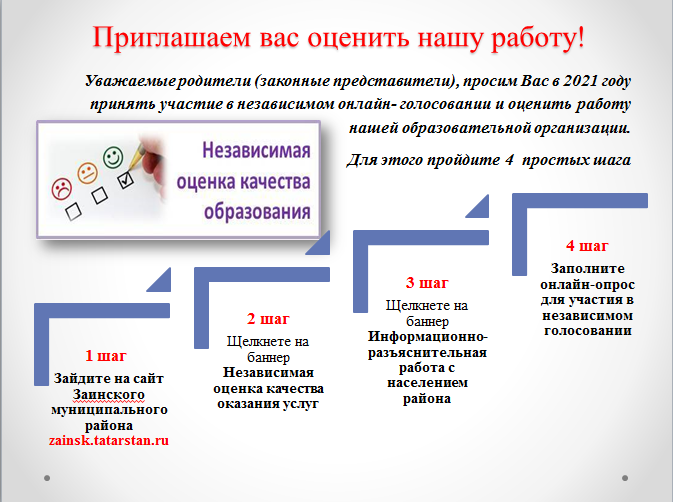 Приглашаем вас оценить нашу работу!
Уважаемые родители (законные представители), просим Вас в 2021 году
принять участие в независимом онлайн- голосовании и оценить работу
нашей образовательной организации.
Для этого пройдите 4 простых шага
Независимая
оценка качества
образования
1 шаг
Зайдите на сайт
Заинского
муниципального
района
zainsk.tatarstan.ru
2 шаг
Щелкнете на
баннер
Независимая
оценка качества
оказания услуг
3 шаг
Щелкнете на
баннер
Информационно-
разъяснительная
работа с
населением
района
4 шаг
Заполните
онлайн-опрос
для участия в
независимом
голосовании